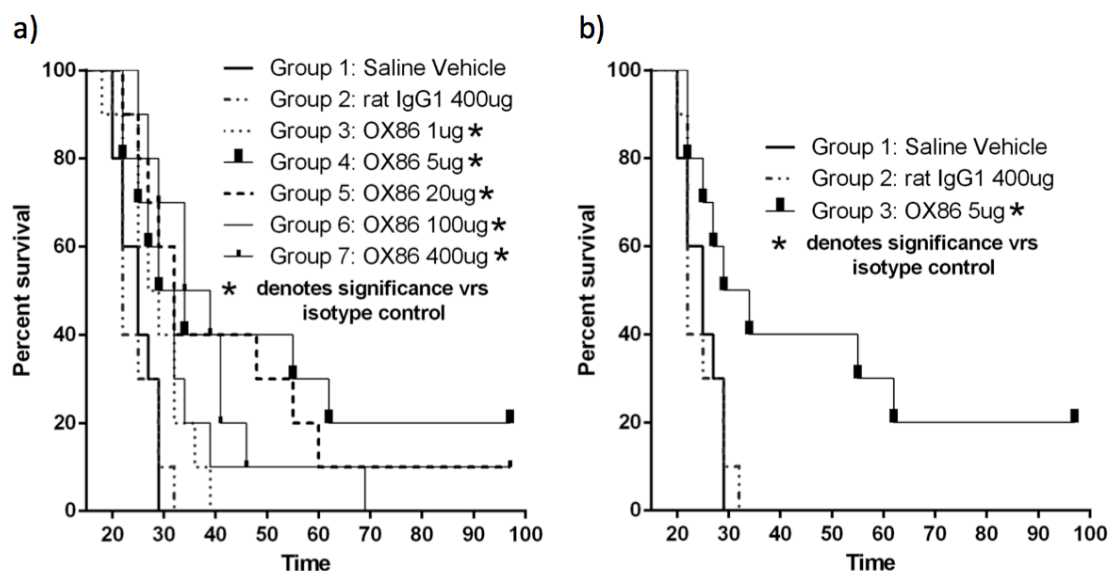 a)
100
80
60
40
20
0
Percent survival
Group 1: Saline Vehicle
Group 2: rat IgG1 400ug
Group 3: OX86 1ug*
Group 4: OX86 5ug*
Group 5: OX86 20ug*
Group 6: OX86 100ug*
Group 7: OX86 400ug*
* denotes significance vrs
isotype control
20 30 40 50 60 70 80 90 100
Time
b)
100
80
60
40
20
0
Percent survival
Group 1: Saline Vehicle
Group 2: rat IgG1 400ug
Group 3: OX86 5ug*
* denotes significance vrs
isotype control
20 30 40 50 60 70 80 90 100
Time